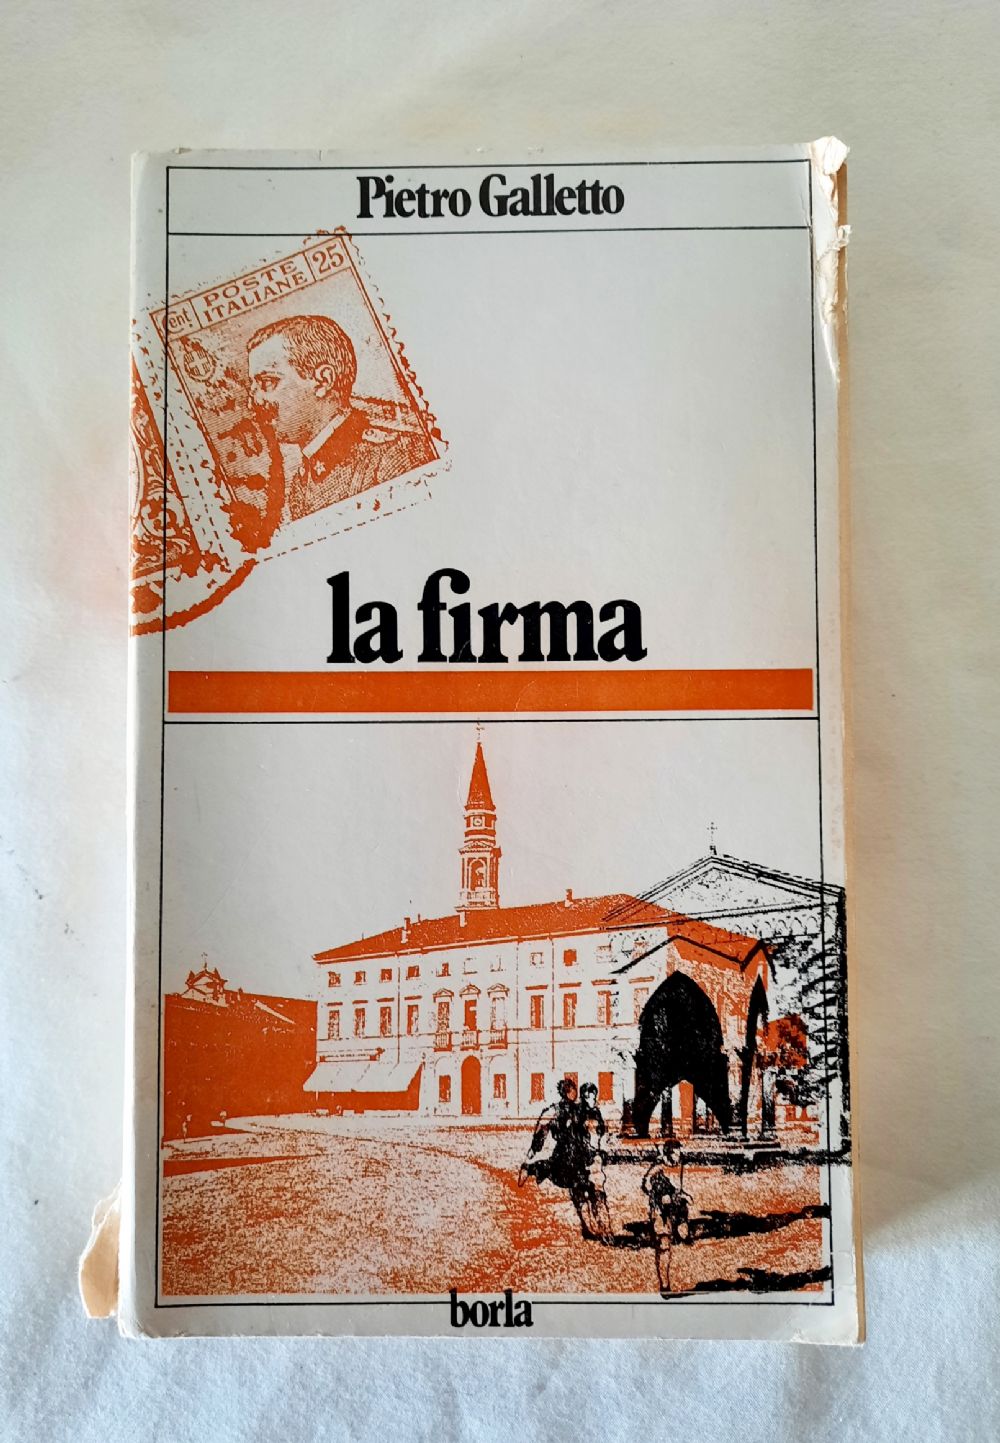 Pietro Galletto
Cent.
POSTE
ITALIANE
25
la firma
borla